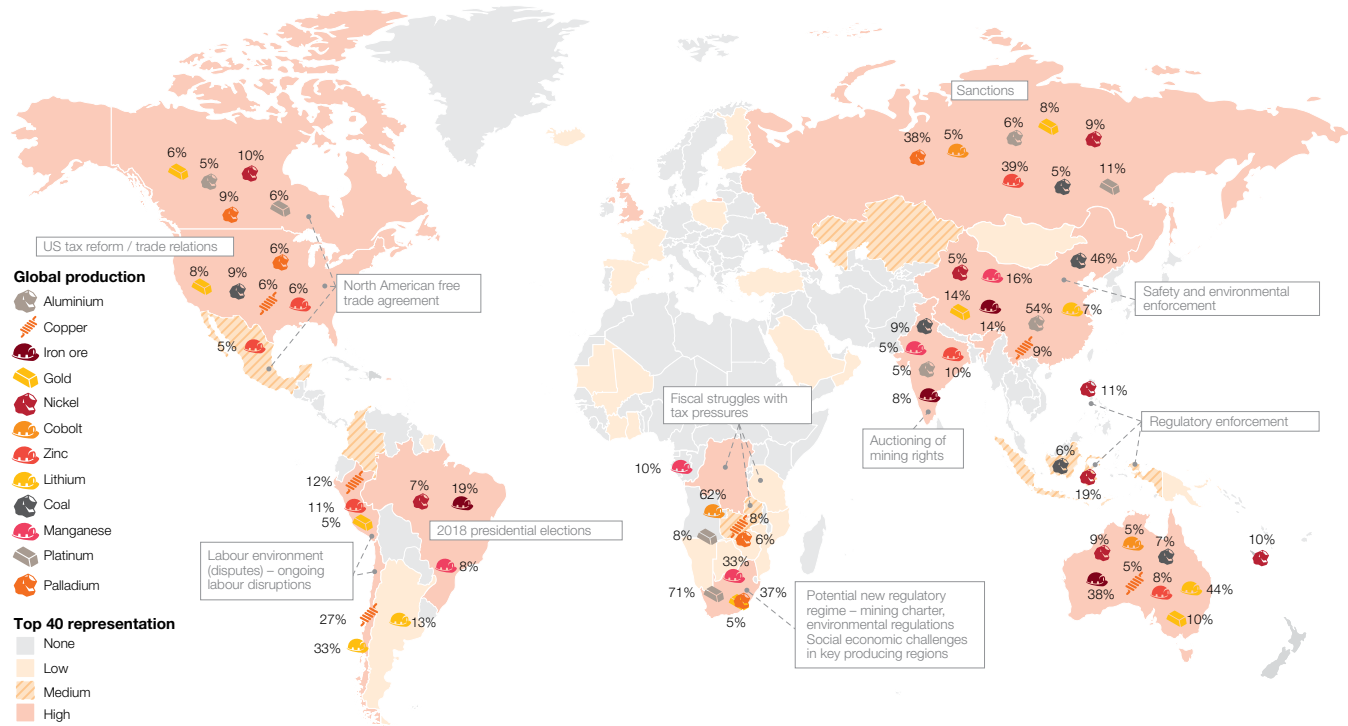 Sanctions
8%
6%
9%
38%
5%
39%
5%
11%
6%
5%
10%
9%
6%
US tax reform / trade relations
6%
8%
9%
6%
6%
North American free
trade agreement
5%
Global production
Aluminium
Copper
Iron ore
Gold
Nickel
Cobolt
Zinc
Lithium
Coal
Manganese
Platinum
Palladium
Top 40 representation
None
Low
Medium
High
46%
5%
16%
Safety and environmental
enforcement
14%
54%
7%
14%
9%
9%
5%
10%
5%
8%
Auctioning of
mining rights
11%
Regulatory enforcement
6%
19%
Fiscal struggles with
tax pressures
10%
62%
8%
8%
6%
33%
71%
37%
5%
Potential new regulatory
regime – mining charter,
environmental regulations
Social economic challenges
in key producing regions
12%
11%
5%
7%
19%
2018 presidential elections
Labour environment
(disputes) – ongoing
labour disruptions
8%
27%
13%
33%
5%
9%
7%
10%
5%
38%
8%
44%
10%